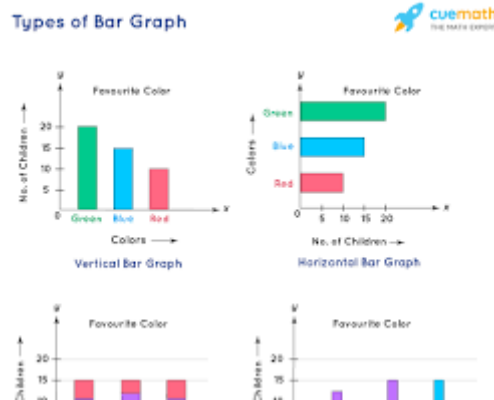 Types of Bar Graph
cuemath
THE MATH EXPERT
y
Favourite Color
No. of Children
20
15
10
5
0
Green Blue Red
x
Colors
Vertical Bar Graph
y
Favourite Color
Colors
Green
Blue
Red
0 5 10 15 20
x
No. of Children
Horizontal Bar Graph
y
Favourite Color
Children
20
15
10
y
Favourite Color
Children
20
15
10